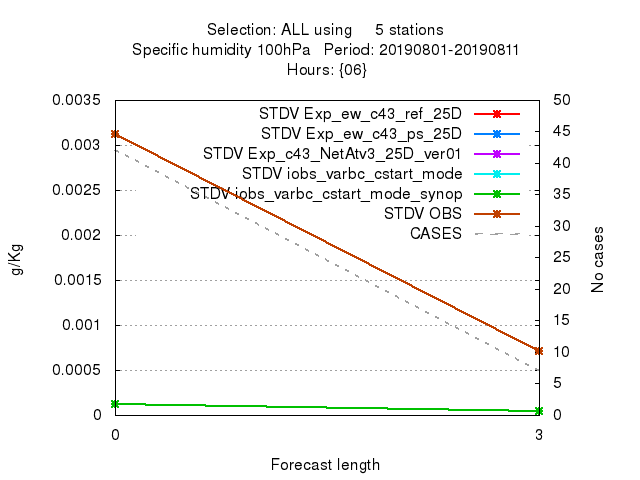 Selection: ALL using 5 stations
Specific humidity 100hPa Period: 20190801-20190811
Hours: {06}
0.0035
0.003
0.0025
0.002
0.0015
0.001
0.0005
0
g/Kg
STDV Exp_ew_c43_ref_25D
STDV Exp_ew_c43_ps_25D
STDV Exp_c43_NetAtv3_25D_ver01
STDV iobs_varbc_cstart_mode
STDV iobs_varbc_cstart_mode_synop
STDV OBS
CASES
50
45
40
35
30
25
20
15
10
5
0
No cases
0
3
Forecast length